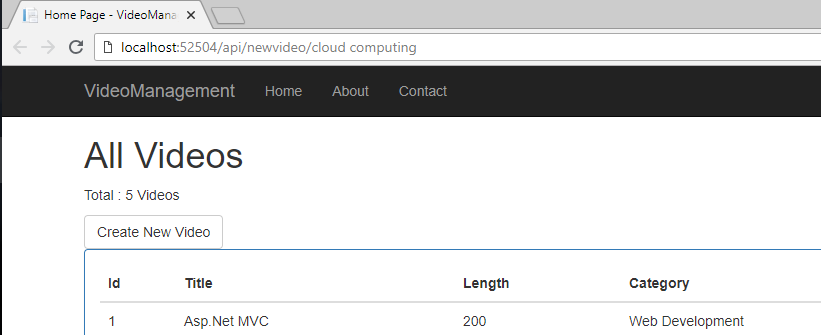 Home Page - VideoMana
localhost:52504/api/newvideo/cloud computing
VideoManagement Home About Contact
All Videos
Total : 5 Videos
Create New Video
Id Title Length Category
1 Asp.Net MVC 200 Web Development